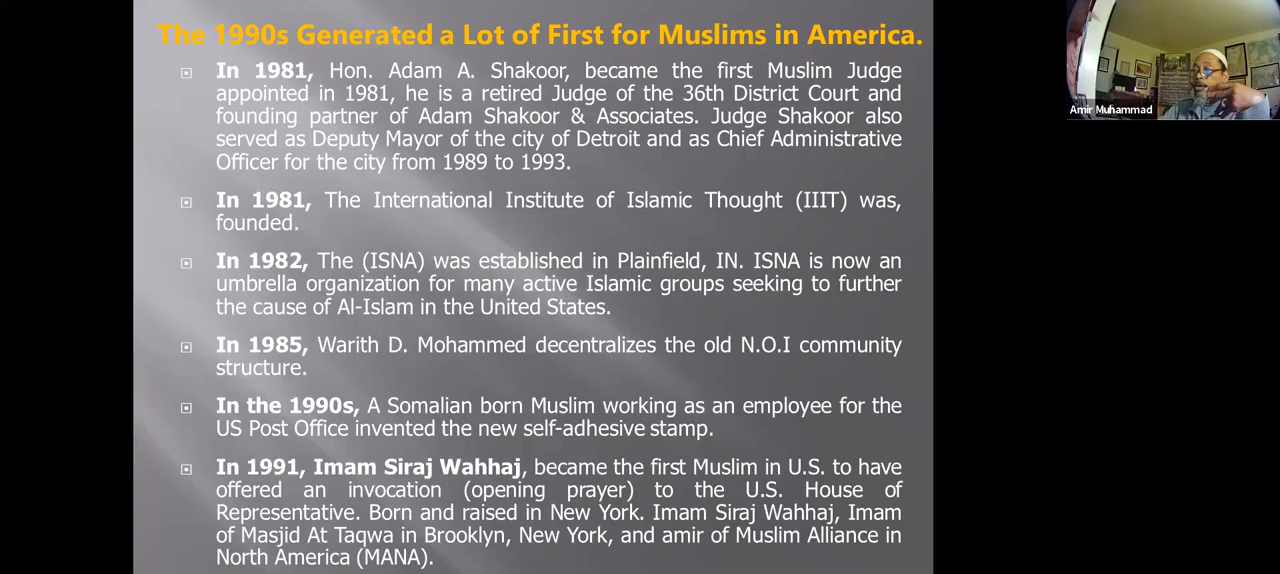 The 1990s Generated a Lot of First for Muslims in America.
In 1981, Hon. Adam A. Shakoor, became the first Muslim Judge
appointed in 1981, he is a retired Judge of the 36th District Court and
founding partner of Adam Shakoor & Associates. Judge Shakoor also
served as Deputy Mayor of the city of Detroit and as Chief Administrative
Officer for the city from 1989 to 1993.
In 1981, The International Institute of Islamic Thought (IIIT) was,
founded.
In 1982, The (ISNA) was established in Plainfield, IN. ISNA is now an
umbrella organization for many active Islamic groups seeking to further
the cause of Al-Islam in the United States.
In 1985, Warith D. Mohammed decentralizes the old N.O.I community
structure.
In the 1990s, A Somalian born Muslim working as an employee for the
US Post Office invented the new self-adhesive stamp.
In 1991, Imam Siraj Wahhaj, became the first Muslim in U.S. to have
offered an invocation (opening prayer) to the U.S. House of
Representative. Born and raised in New York. Imam Siraj Wahhaj, Imam
of Masjid At Taqwa in Brooklyn, New York, and amir of Muslim Alliance in
North America (MANA).
Amir Muhammad